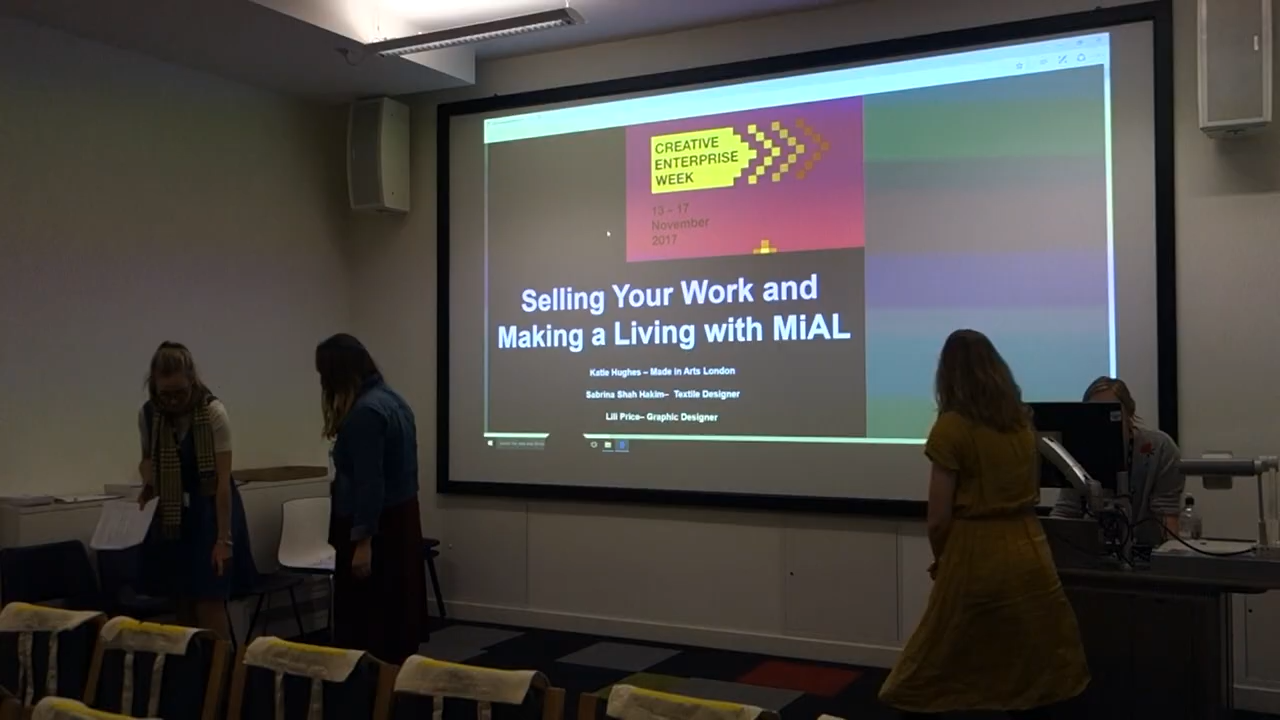 CREATIVE
ENTERPRISE
WEEK
13 – 17
November
2017
Selling Your Work and
Making a Living with MiAL
Katie Hughes – Made in Arts London
Sabrina Shah Hakim– Textile Designer
Lili Price– Graphic Designer